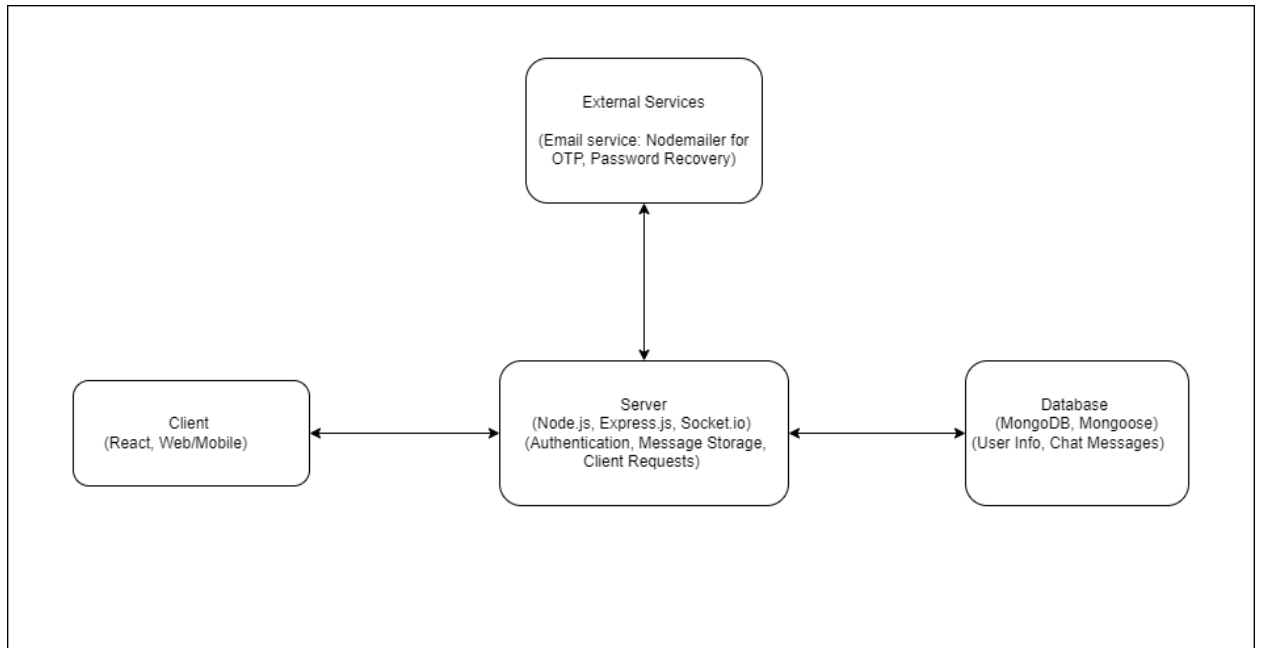 External Services
(Email service: Nodemailer for
OTP, Password Recovery)
Client
(React, Web/Mobile)
Server
(Node.js, Express.js, Socket.io)
(Authentication, Message Storage,
Client Requests)
Database
(MongoDB, Mongoose)
(User Info, Chat Messages)